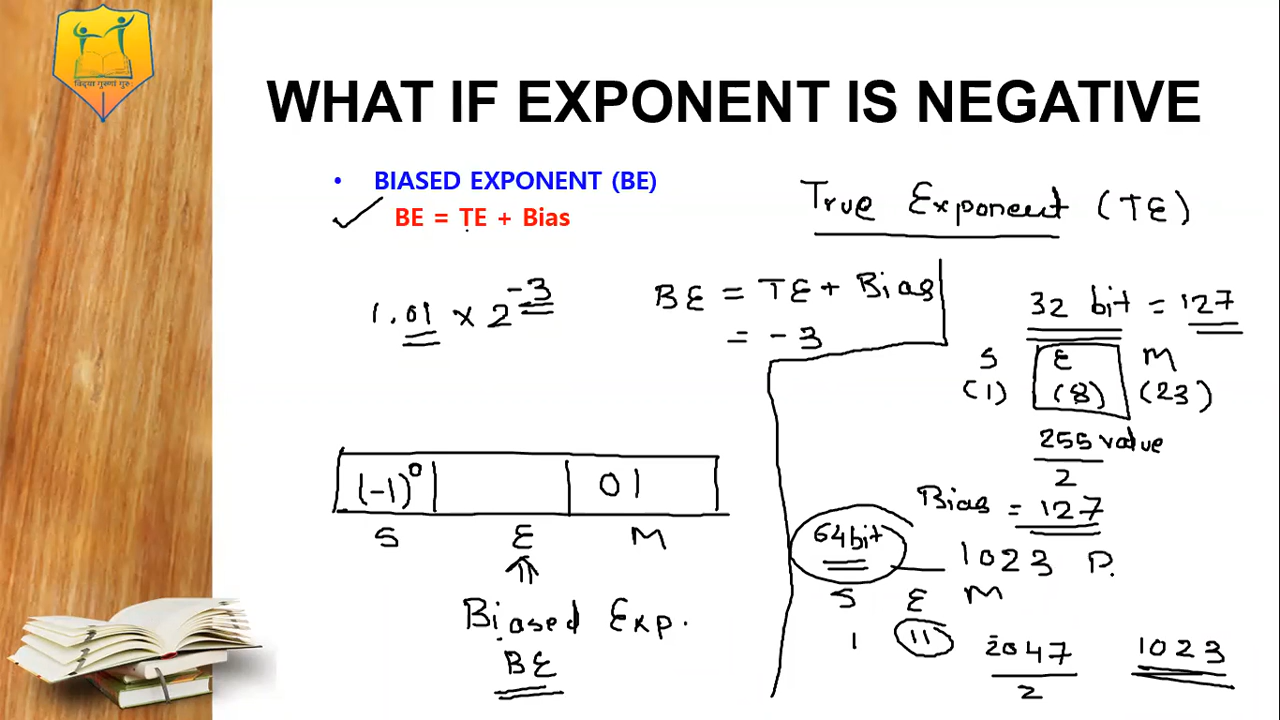 विद्या गुरूणां गुरुः
WHAT IF EXPONENT IS NEGATIVE
• BIASED EXPONENT (BE)
BE = TE + Bias
True Exponent (TE)
1.01 × 2^-3
BE = TE + Bias
= -3
32 bit = 127
S E M
(1) (8) (23)
255 value
2
Bias = 127
(-1)^0 01
S E M
Biased Exp.
BE
64bit 1023 D.
S E M
1 11 2047
2
1023